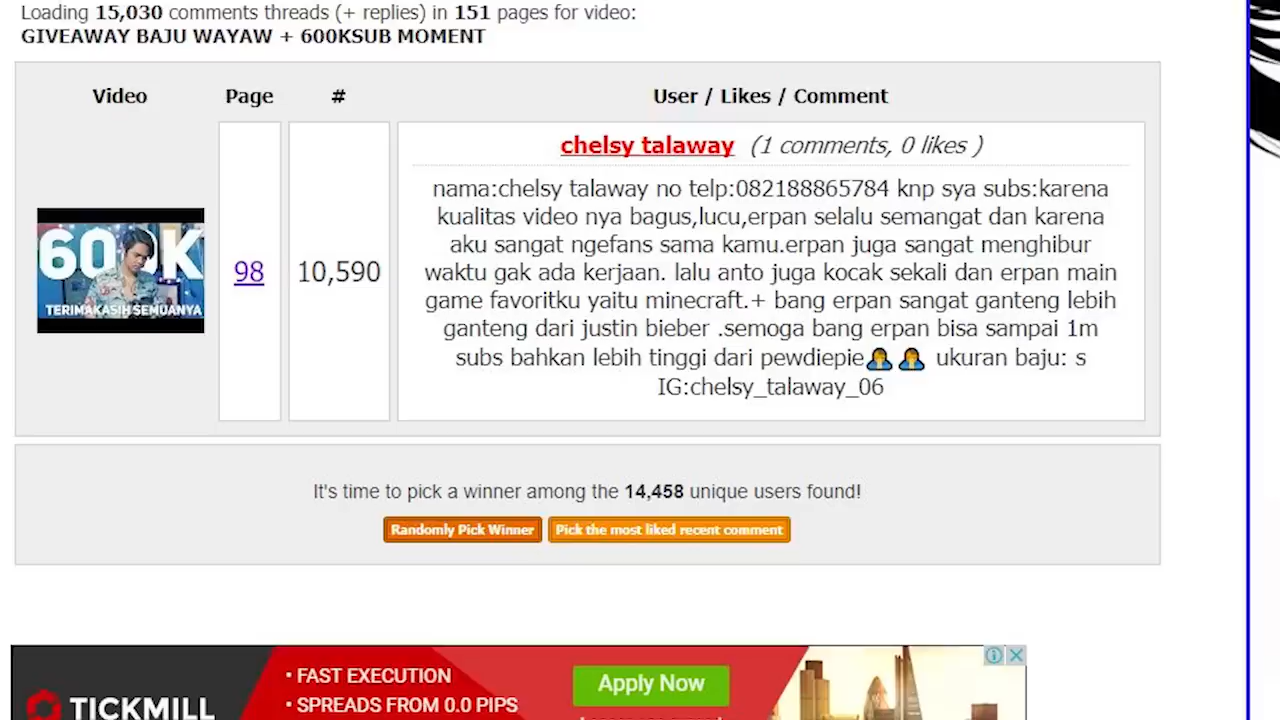 Loading 15,030 comments threads (+ replies) in 151 pages for video:
GIVEAWAY BAJU WAYAW + 600KSUB MOMENT
Video Page # User / Likes / Comment
chelsy talaway (1 comments, 0 likes )
nama:chelsy talaway no telp:082188865784 knp sya subs:karena
kualitas video nya bagus,lucu,erpan selalu semangat dan karena
aku sangat ngefans sama kamu.erpan juga sangat menghibur
waktu gak ada kerjaan. lalu anto juga kocak sekali dan erpan main
game favoritku yaitu minecraft.+ bang erpan sangat ganteng lebih
ganteng dari justin bieber .semoga bang erpan bisa sampai 1m
subs bahkan lebih tinggi dari pewdiepie ukuran baju: s
IG:chelsy_talaway_06
600K
TERIMAKASIH SEMUANYA
98
10,590
It's time to pick a winner among the 14,458 unique users found!
Randomly Pick Winner
Pick the most liked recent comment
TICKMILL
• FAST EXECUTION
• SPREADS FROM 0.0 PIPS
Apply Now